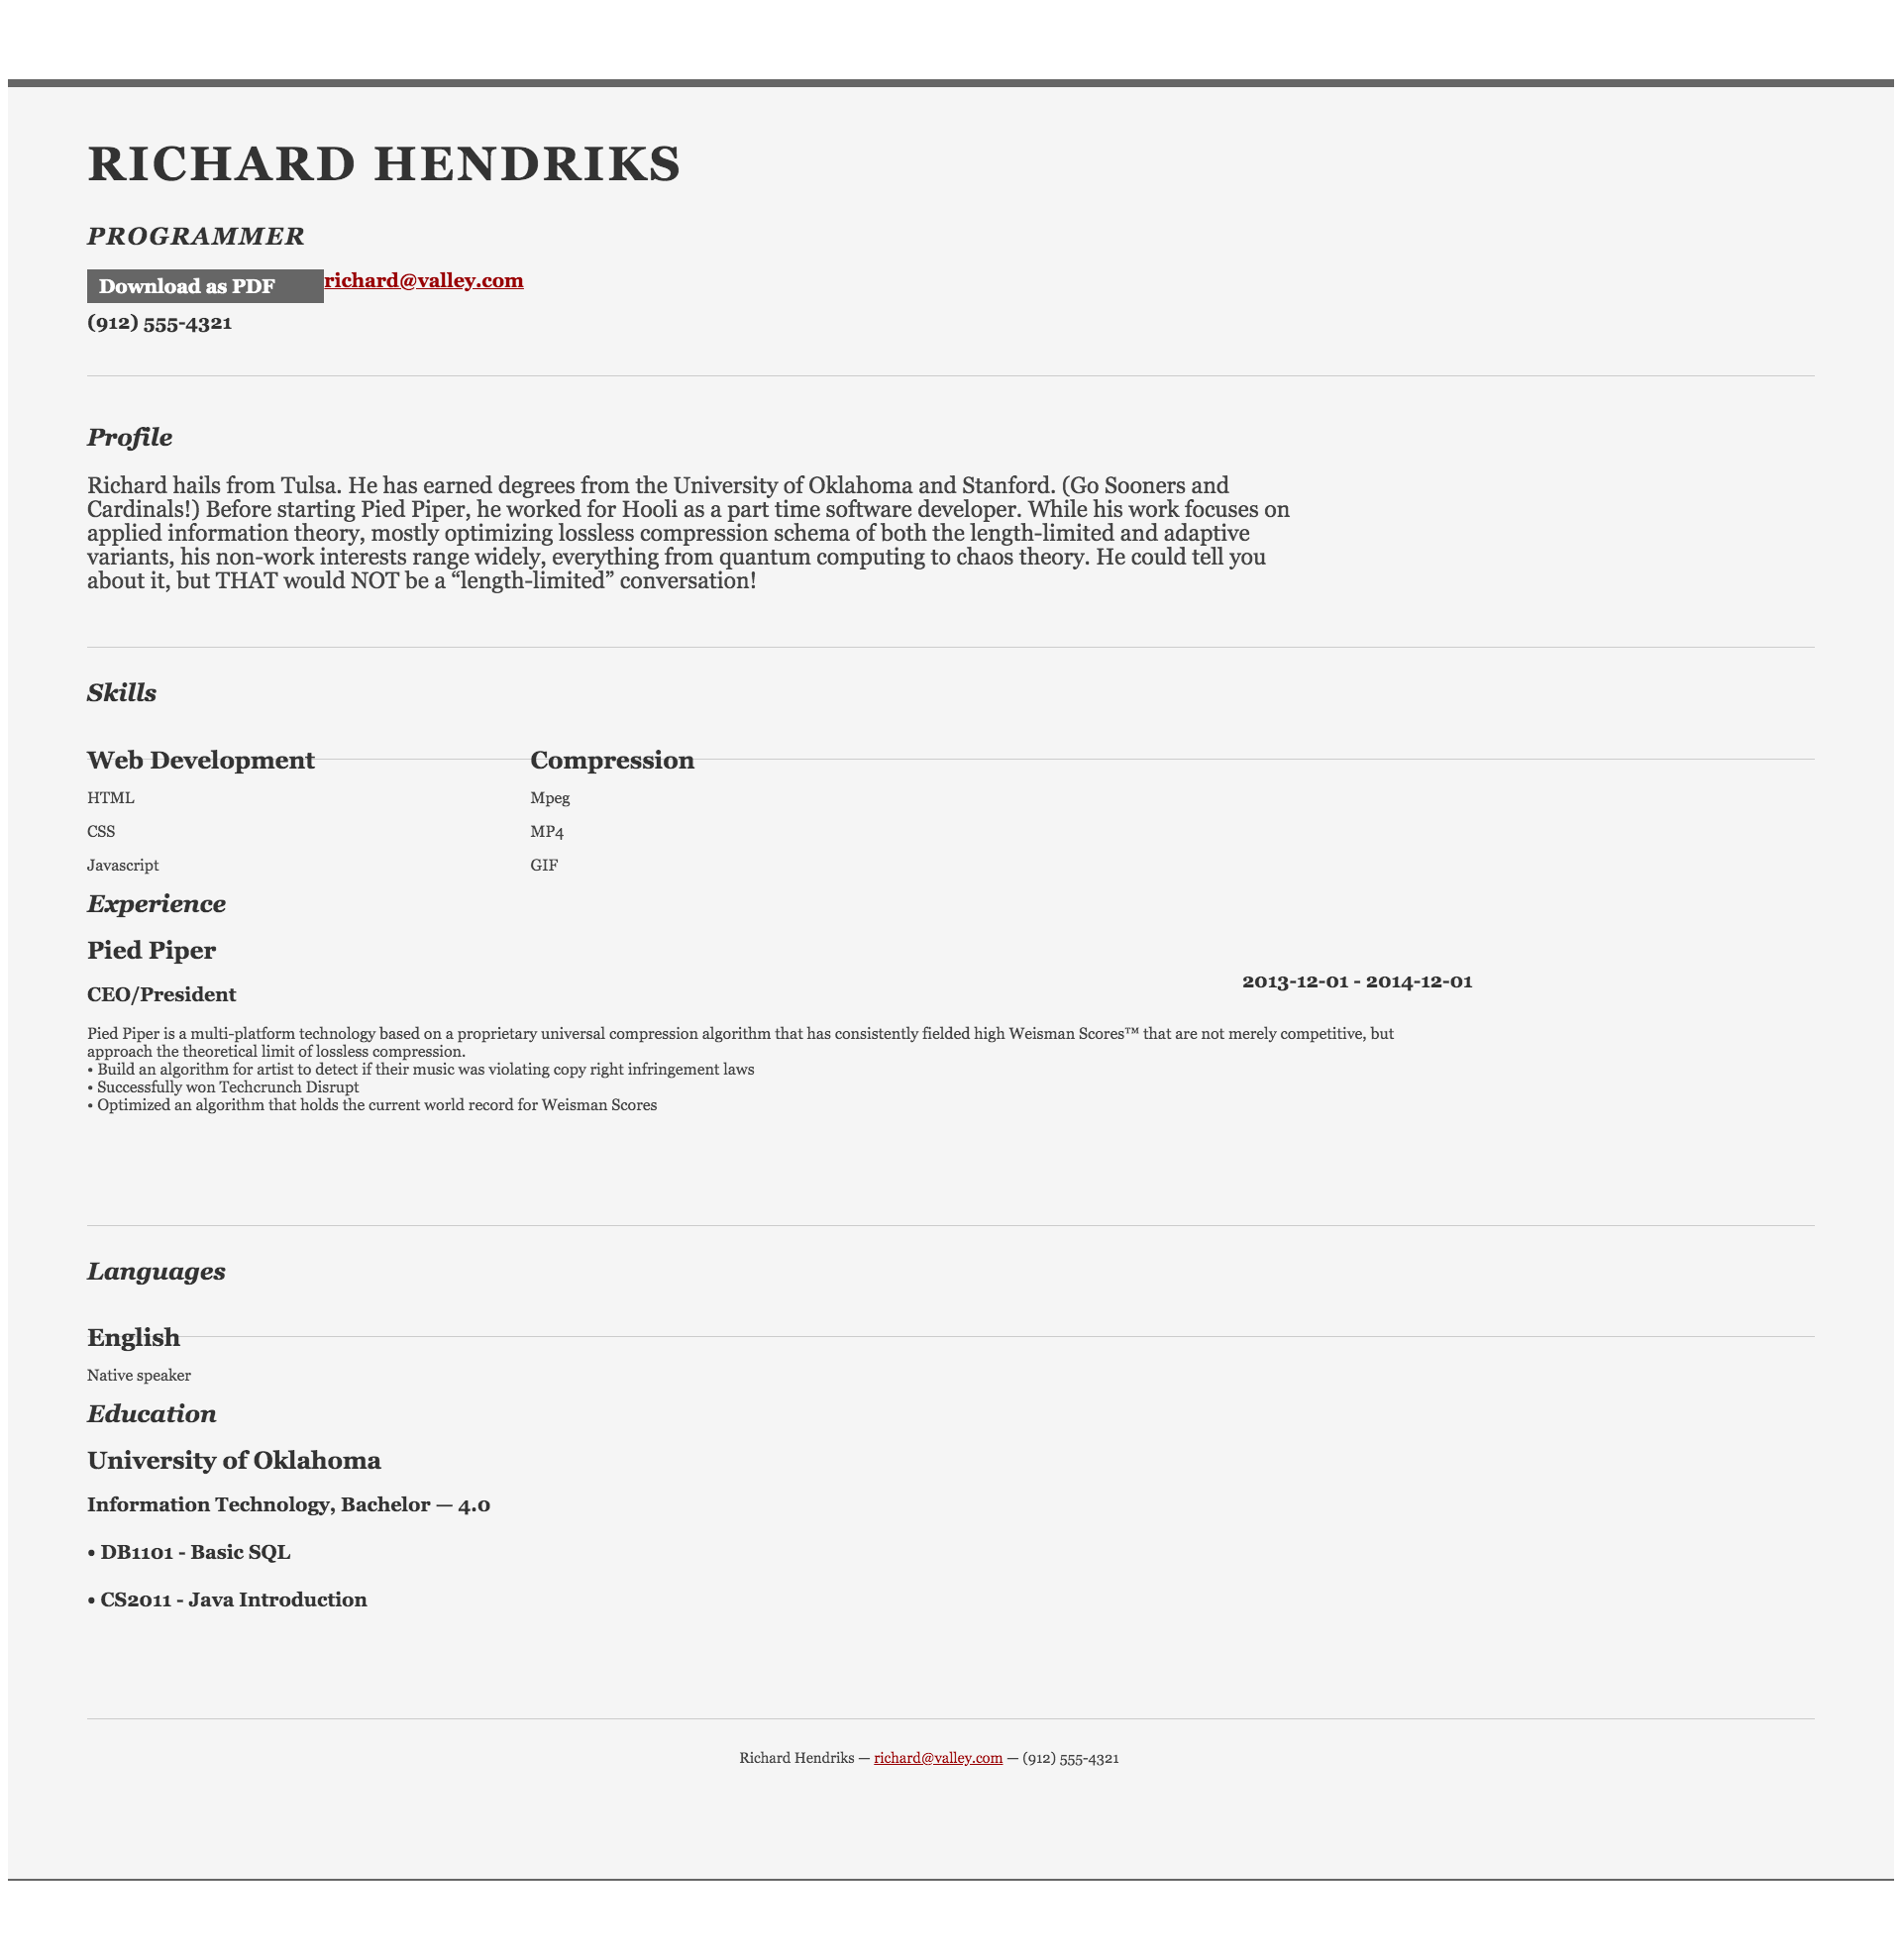 RICHARD HENDRIKS
PROGRAMMER
Download as PDF richard@valley.com
(912) 555-4321
Profile
Richard hails from Tulsa. He has earned degrees from the University of Oklahoma and Stanford. (Go Sooners and
Cardinals!) Before starting Pied Piper, he worked for Hooli as a part time software developer. While his work focuses on
applied information theory, mostly optimizing lossless compression schema of both the length-limited and adaptive
variants, his non-work interests range widely, everything from quantum computing to chaos theory. He could tell you
about it, but THAT would NOT be a “length-limited” conversation!
Skills
Web Development
HTML
CSS
Javascript
Compression
Mpeg
MP4
GIF
Experience
Pied Piper
CEO/President
2013-12-01 - 2014-12-01
Pied Piper is a multi-platform technology based on a proprietary universal compression algorithm that has consistently fielded high Weisman Scores™ that are not merely competitive, but
approach the theoretical limit of lossless compression.
• Build an algorithm for artist to detect if their music was violating copy right infringement laws
• Successfully won Techcrunch Disrupt
• Optimized an algorithm that holds the current world record for Weisman Scores
Languages
English
Native speaker
Education
University of Oklahoma
Information Technology, Bachelor — 4.0
• DB1101 - Basic SQL
• CS2011 - Java Introduction
Richard Hendriks — richard@valley.com — (912) 555-4321